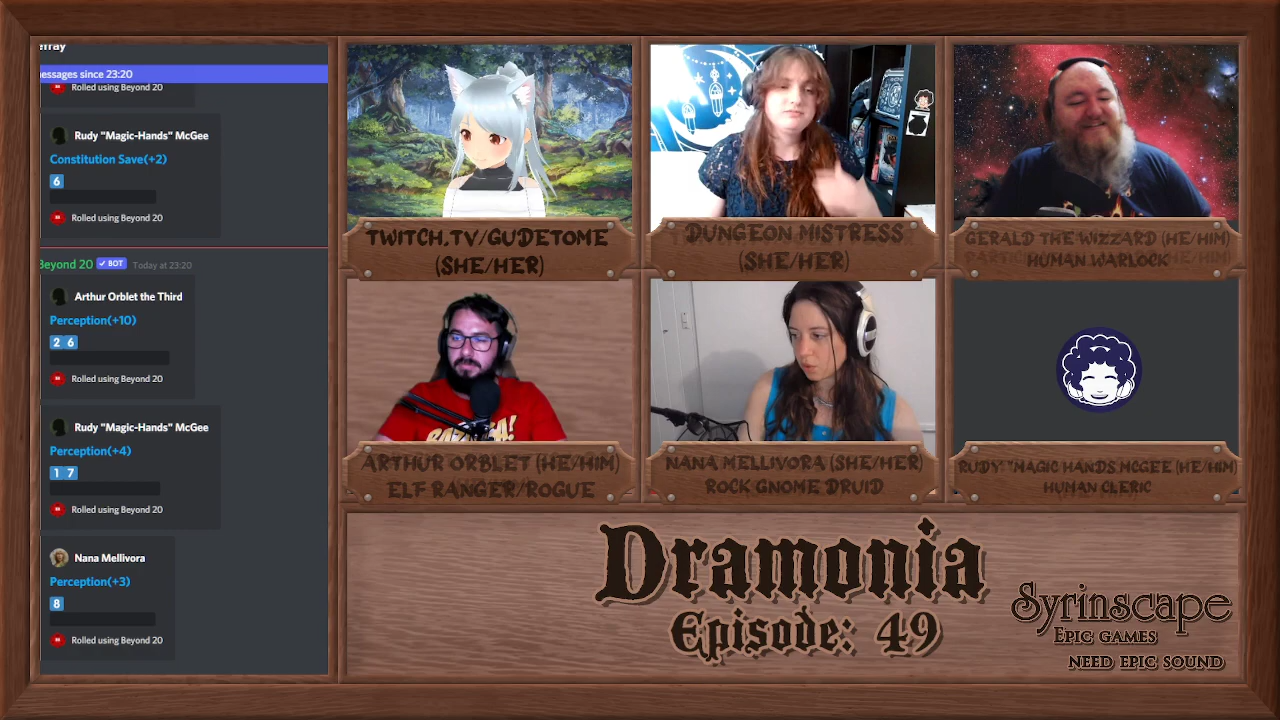 erray
essages since 23:20
Rolled using Beyond 20
Rudy "Magic-Hands" McGee
Constitution Save(+2)
6
Rolled using Beyond 20
Beyond 20 ✓ BOT Today at 23:20
Arthur Orblet the Third
Perception(+10)
2 6
Rolled using Beyond 20
Rudy "Magic-Hands" McGee
Perception(+4)
1 7
Rolled using Beyond 20
Nana Mellivora
Perception(+3)
8
Rolled using Beyond 20
TWITCH.TV/GUDETOME
(SHE/HER)
DUNGEON MISTRESS
(SHE/HER)
GERALD THE WIZZARD (HE/HIM)
HUMAN WARLOCK
ARTHUR ORBLET (HE/HIM)
ELF RANGER/ROGUE
NANA MELLIVORA (SHE/HER)
ROCK GNOME DRUID
RUDY "MAGIC HANDS MCGEE (HE/HIM)
HUMAN CLERIC
Dramonia
Episode: 49
Syrinscape
EPIC GAMES
NEED EPIC SOUND